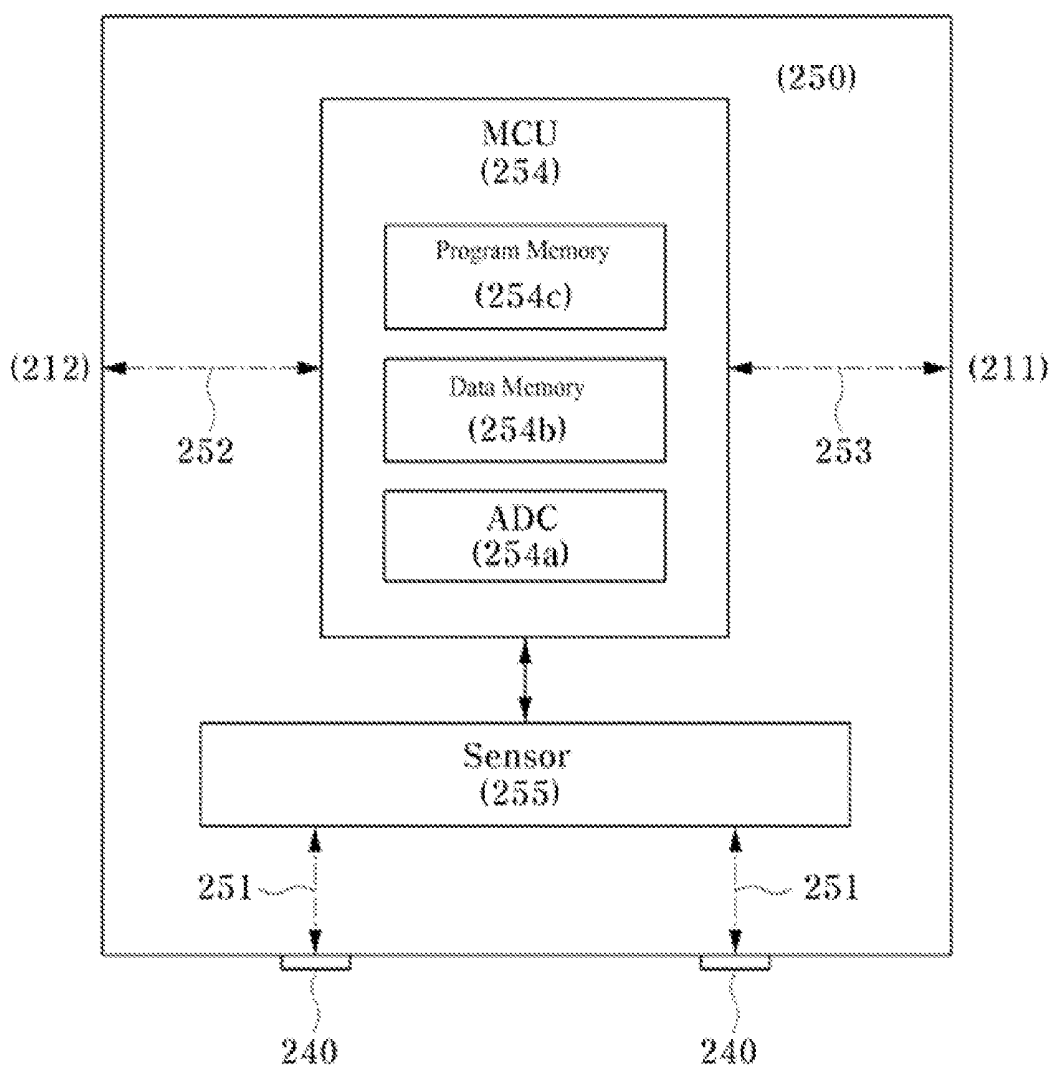 (250)
MCU
(254)
Program Memory
(254c)
(212)
(211)
Data Memory
(254b)
252
253
ADC
(254a)
Sensor
(255)
251
251
240
240